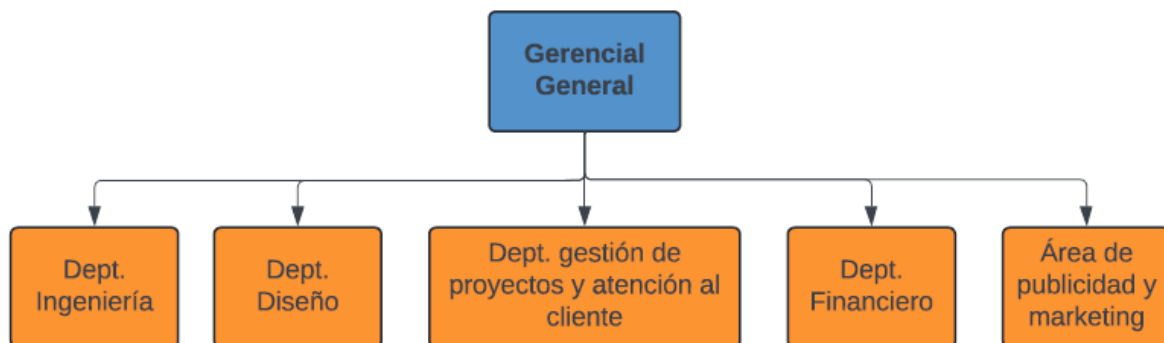 Gerencial
General
Dept.
Ingeniería
Dept.
Diseño
Dept. gestión de
proyectos y atención al
cliente
Dept.
Financiero
Área de
publicidad y
marketing